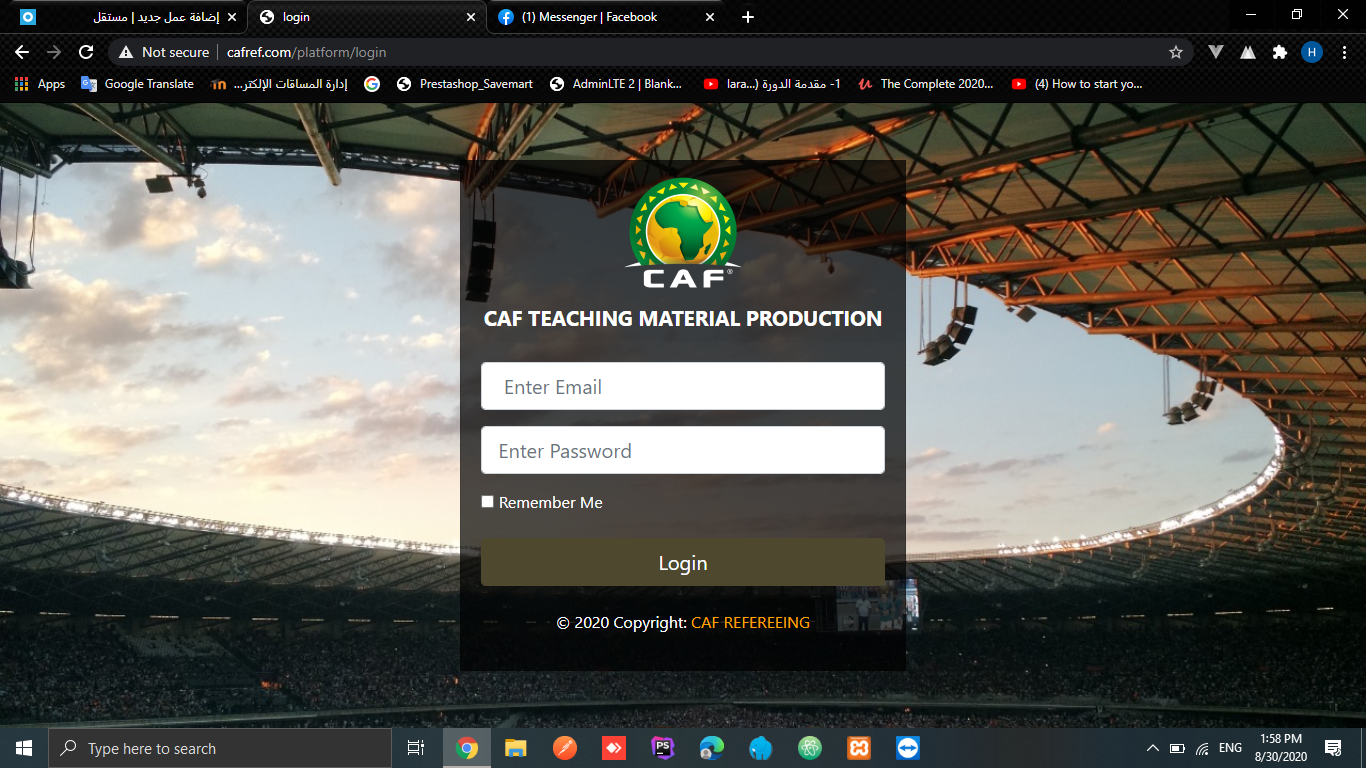 إضافة عمل جديد | مستقل
login
(1) Messenger | Facebook
Not secure
cafref.com/platform/login
Apps
Google Translate
إدارة المساقات الإلكتر...
Prestashop_Savemart
AdminLTE 2 | Blank...
1- مقدمة الدورة (...lara
The Complete 2020...
(4) How to start yo...
H
CAF
CAF TEACHING MATERIAL PRODUCTION
Enter Email
Enter Password
Remember Me
Login
© 2020 Copyright: CAF REFEREEING
Type here to search
PS
ENG
1:58 PM
8/30/2020